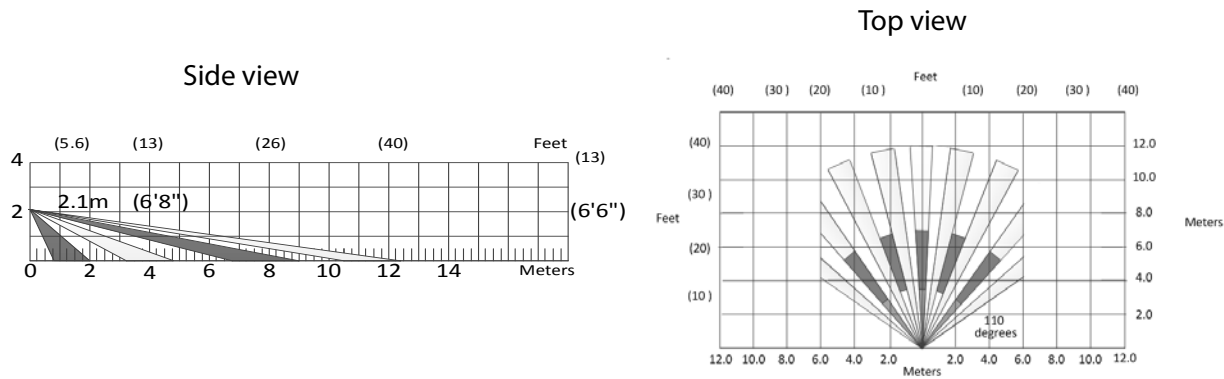 Side view
(5.6) (13) (26) (40) Feet (13)
4
2 2.1m (6'8") (6'6")
0 2 4 6 8 10 12 14 Meters
Top view
Feet
(40) (30 ) (20) (10 ) (10) (20) (30) (40)
(40) 12.0
10.0
(30 )
Feet 8.0 Meters
(20) 6.0
4.0
(10 )
2.0
110
degrees
12.0 10.0 8.0 6.0 4.0 2.0 2.0 4.0 6.0 8.0 10.0 12.0
Meters